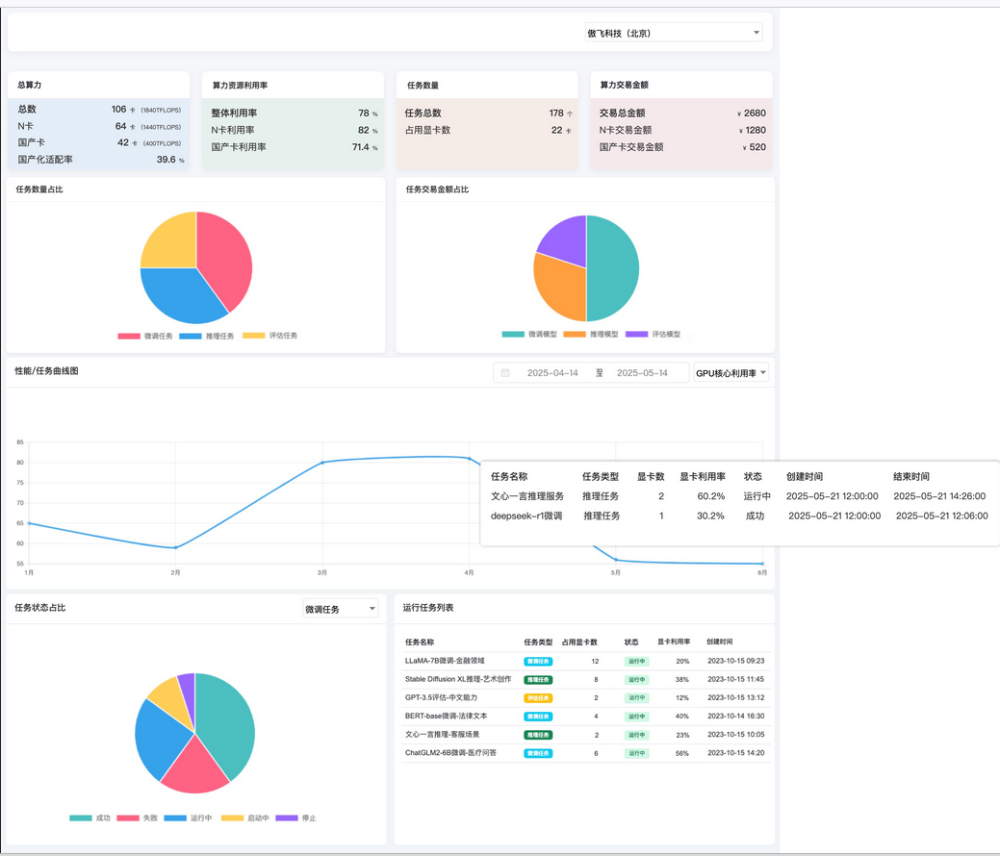 傲飞科技（北京）
总算力
总数 106 卡 (1840TFLOPS)
N卡 64 卡 (1440TFLOPS)
国产卡 42 卡 (400TFLOPS)
国产化适配率 39.6 %
算力资源利用率
整体利用率 78 %
N卡利用率 82 %
国产卡利用率 71.4 %
任务数量
任务总数 178 个
占用显卡数 22 卡
算力交易金额
交易总金额 ¥ 2680
N卡交易金额 ¥ 1280
国产卡交易金额 ¥ 520
任务数量占比
微调任务 推理任务 评估任务
任务交易金额占比
微调模型 推理模型 评估模型
性能/任务曲线图
2025-04-14 至 2025-05-14 GPU核心利用率
85
80
75
70
65
60
55
1月 2月 3月 4月 5月 6月
任务名称 任务类型 显卡数 显卡利用率 状态 创建时间 结束时间
文心一言推理服务 推理任务 2 60.2% 运行中 2025-05-21 12:00:00 2025-05-21 14:26:00
deepseek-r1微调 推理任务 1 30.2% 成功 2025-05-21 12:00:00 2025-05-21 12:06:00
任务状态占比 微调任务
成功 失败 运行中 启动中 停止
运行任务列表
任务名称 任务类型 占用显卡数 状态 显卡利用率 创建时间
LLaMA-7B微调-金融领域 微调任务 12 运行中 20% 2023-10-15 09:23
Stable Diffusion XL推理-艺术创作 推理任务 8 运行中 38% 2023-10-15 11:45
GPT-3.5评估-中文能力 评估任务 2 运行中 12% 2023-10-15 13:12
BERT-base微调-法律文本 微调任务 4 运行中 40% 2023-10-14 16:30
文心一言推理-客服场景 推理任务 2 运行中 23% 2023-10-15 10:05
ChatGLM2-6B微调-医疗问答 微调任务 6 运行中 56% 2023-10-15 14:20